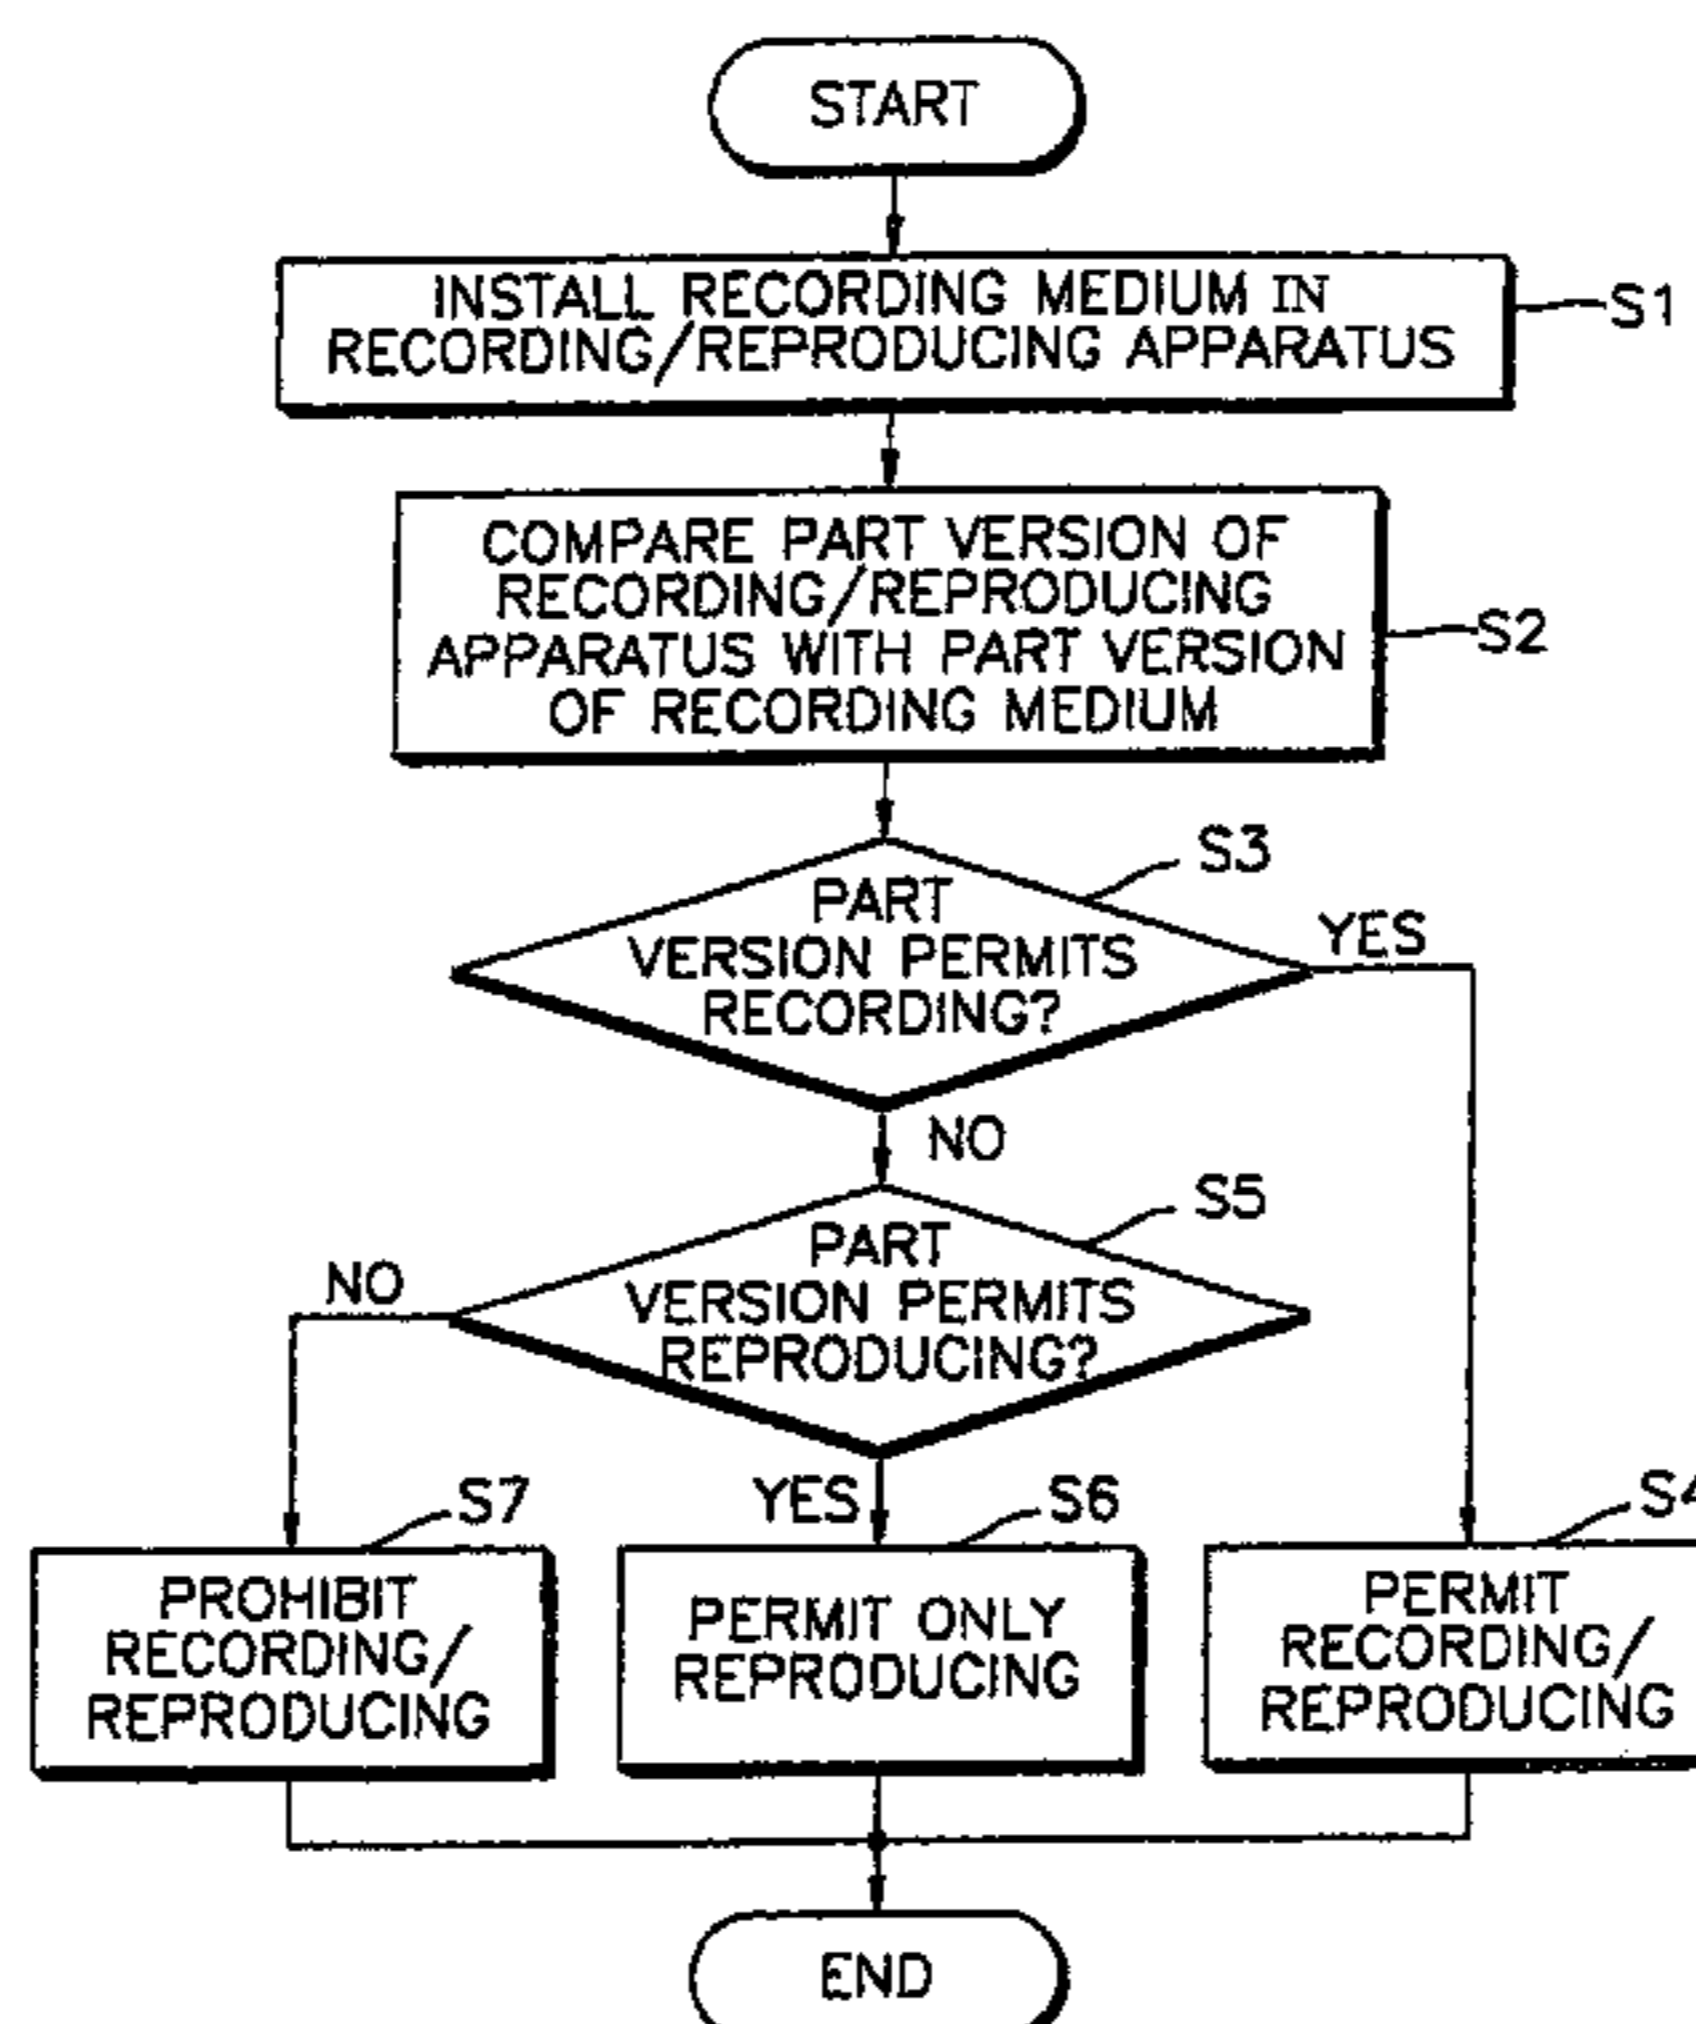 START
INSTALL RECORDING MEDIUM IN
RECORDING/REPRODUCING APPARATUS
S1
COMPARE PART VERSION OF
RECORDING/REPRODUCING
APPARATUS WITH PART VERSION
OF RECORDING MEDIUM
S2
S3
PART
VERSION PERMITS
RECORDING?
YES
NO
S5
PART
VERSION PERMITS
REPRODUCING?
NO
YES
S7
PROHIBIT
RECORDING/
REPRODUCING
S6
PERMIT ONLY
REPRODUCING
S4
PERMIT
RECORDING/
REPRODUCING
END